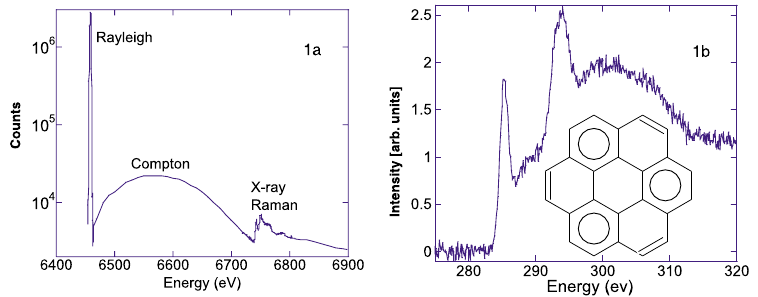 1a
Rayleigh
Compton
X-ray
Raman
Counts
10^6
10^5
10^4
6400 6500 6600 6700 6800 6900
Energy (eV)
1b
Intensity [arb. units]
2.5
2
1.5
1
0.5
0
280 290 300 310 320
Energy (ev)